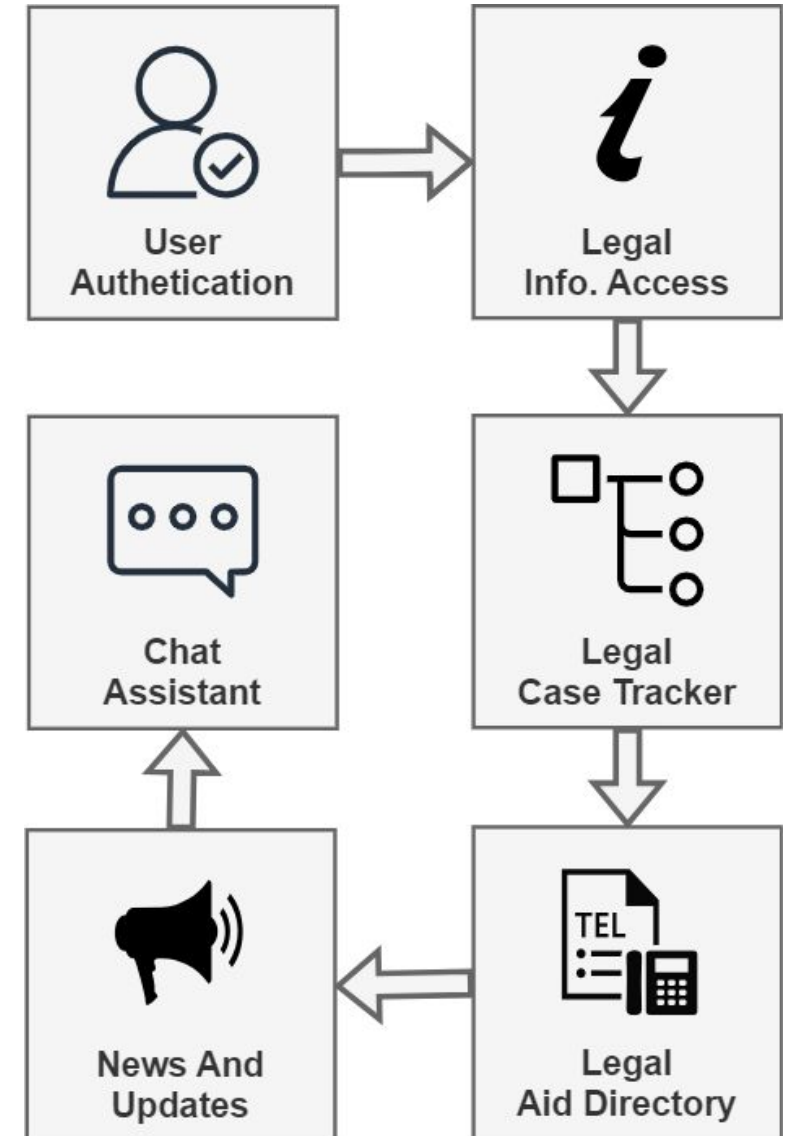 User
Authetication
Legal
Info. Access
Legal
Case Tracker
TEL
Legal
Aid Directory
News And
Updates
Chat
Assistant